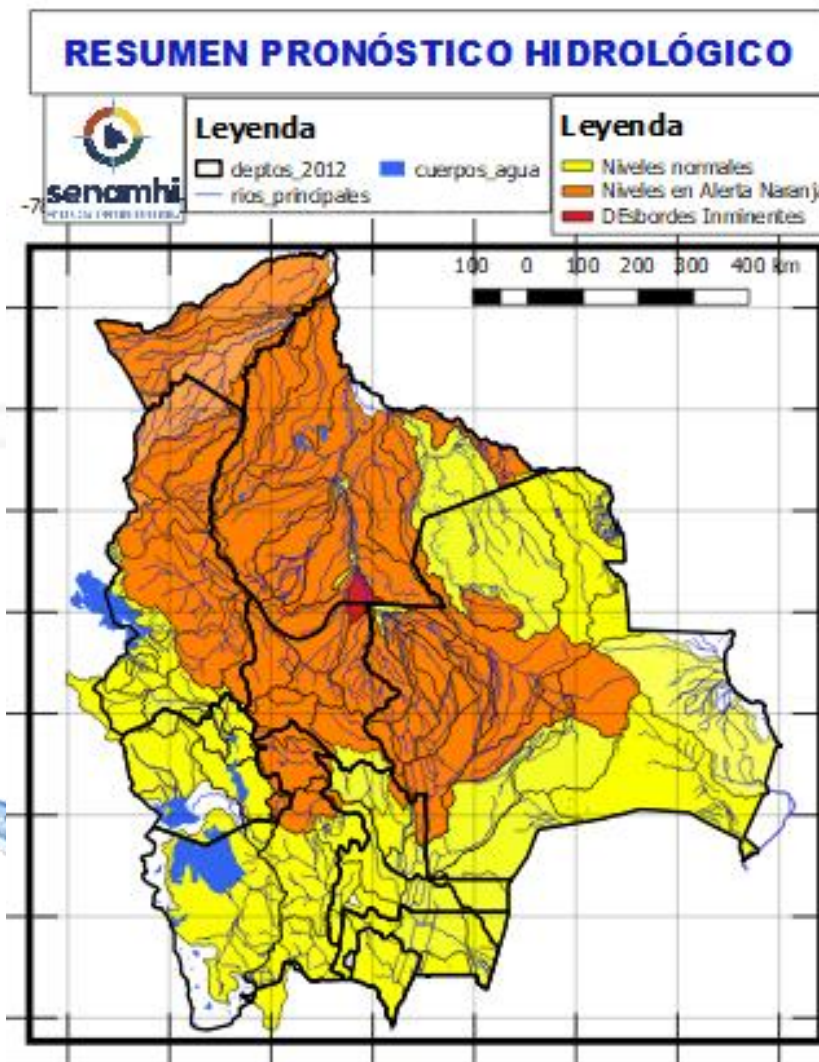 RESUMEN PRONÓSTICO HIDROLÓGICO
senamhi
Leyenda
deptos_2012
cuerpos_agua
rios_principales
Leyenda
Niveles normales
Niveles en Alerta Naranja
DEsbordes Inminentes
100 0 100 200 300 400 km